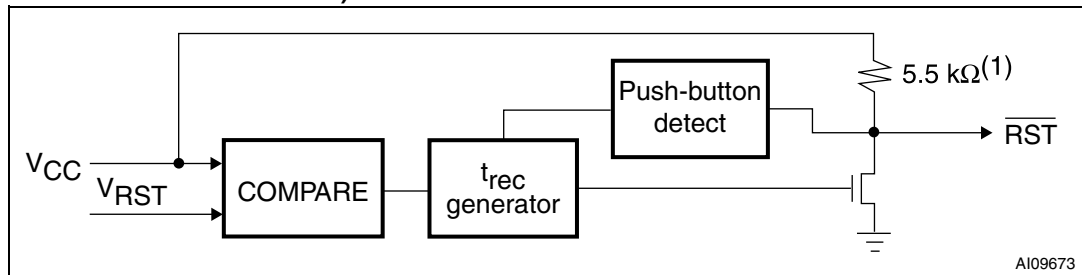 5.5 kΩ(1)
Push-button
detect
RST
VCC
VRST
COMPARE
trec
generator
AI09673